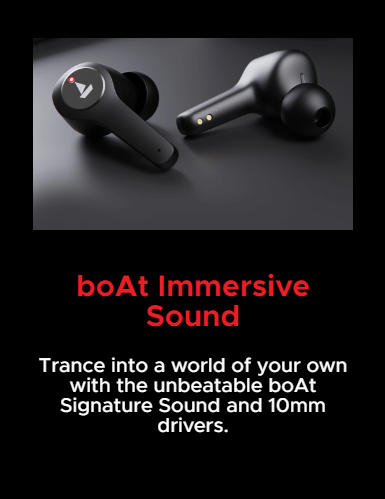 boAt Immersive
Sound
Trance into a world of your own
with the unbeatable boAt
Signature Sound and 10mm
drivers.